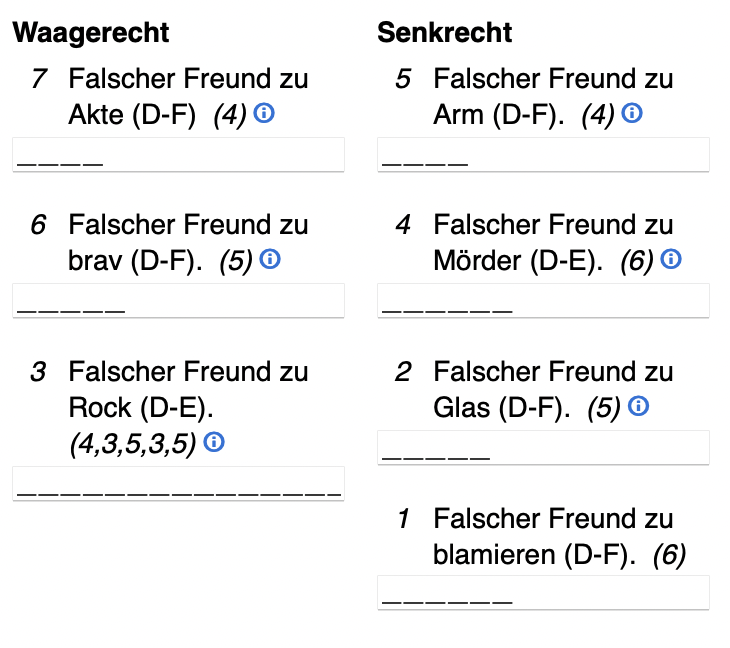 Waagerecht
7 Falscher Freund zu
Akte (D-F) (4)
____
6 Falscher Freund zu
brav (D-F). (5)
_____
3 Falscher Freund zu
Rock (D-E).
(4,3,5,3,5)
_______________
Senkrecht
5 Falscher Freund zu
Arm (D-F). (4)
____
4 Falscher Freund zu
Mörder (D-E). (6)
______
2 Falscher Freund zu
Glas (D-F). (5)
_____
1 Falscher Freund zu
blamieren (D-F). (6)
______